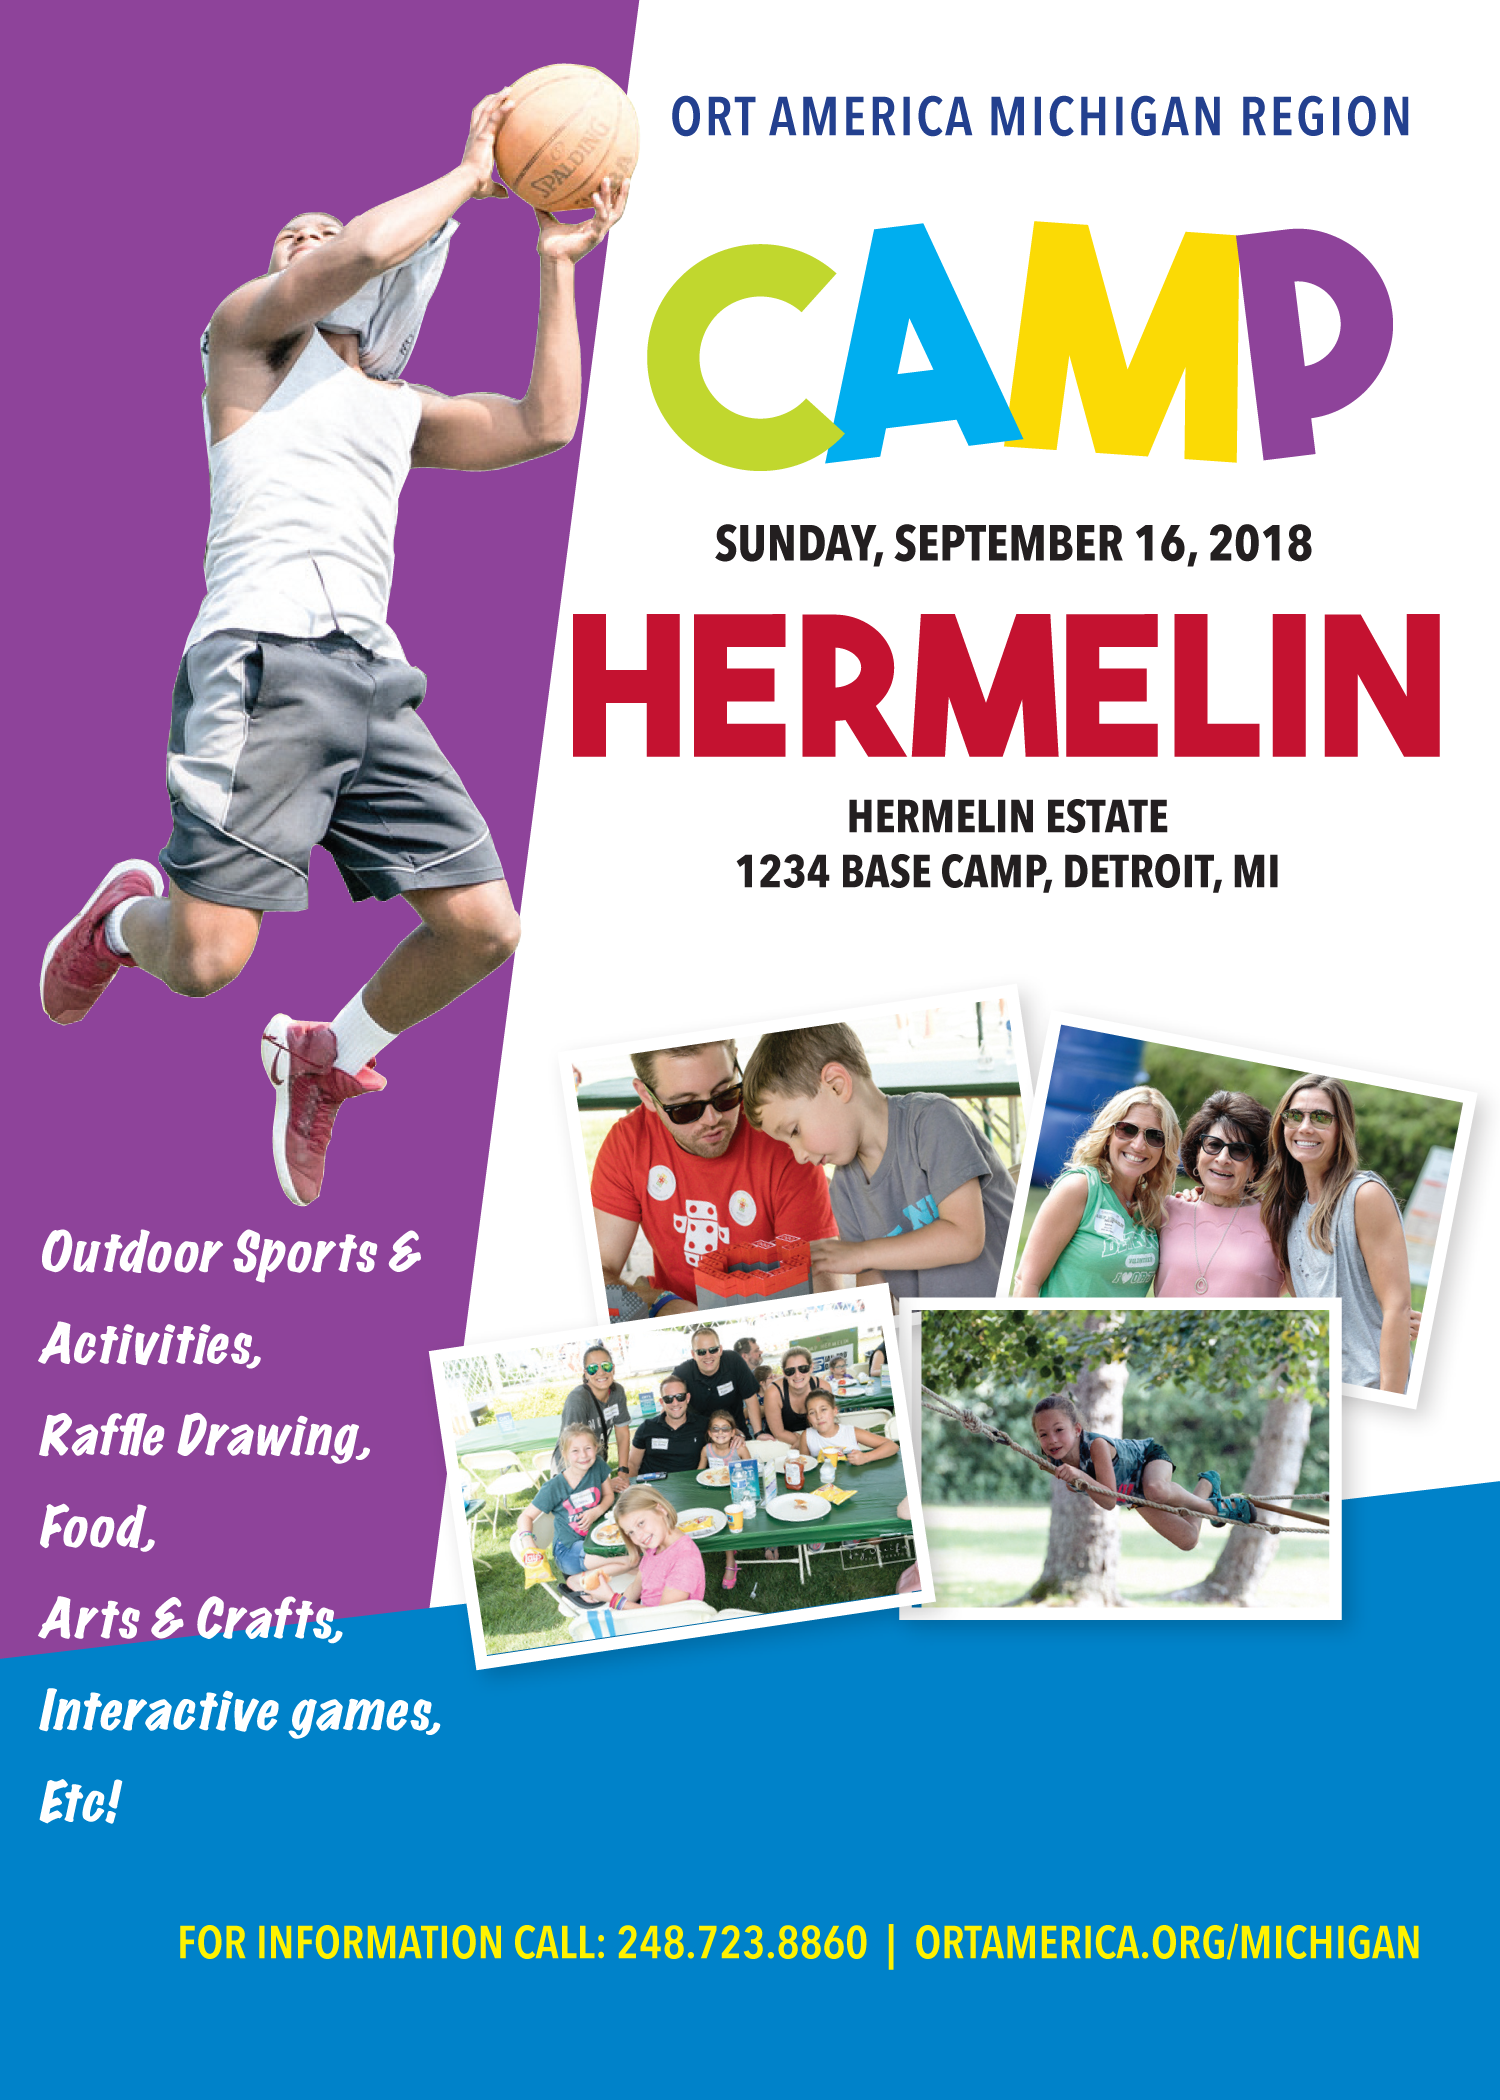 ORT AMERICA MICHIGAN REGION
SPALDING
CAMP
SUNDAY, SEPTEMBER 16, 2018
HERMELIN
HERMELIN ESTATE
1234 BASE CAMP, DETROIT, MI
Outdoor Sports &
Activities,
Raffle Drawing,
Food,
Arts & Crafts,
Interactive games,
Etc!
FOR INFORMATION CALL: 248.723.8860 | ORTAMERICA.ORG/MICHIGAN